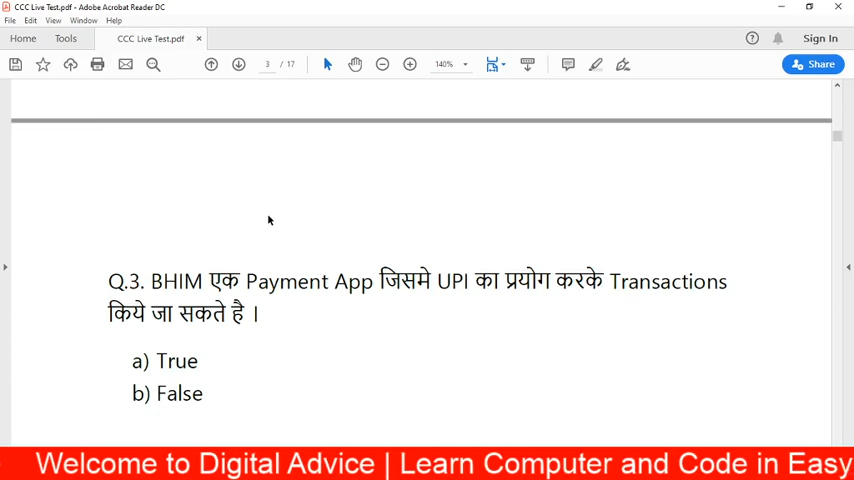 CCC Live Test.pdf - Adobe Acrobat Reader DC
File Edit View Window Help
Home Tools CCC Live Test.pdf × Sign In
3 / 17 140% Share
Q.3. BHIM एक Payment App जिसमे UPI का प्रयोग करके Transactions
किये जा सकते है ।
a) True
b) False
Welcome to Digital Advice | Learn Computer and Code in Easy